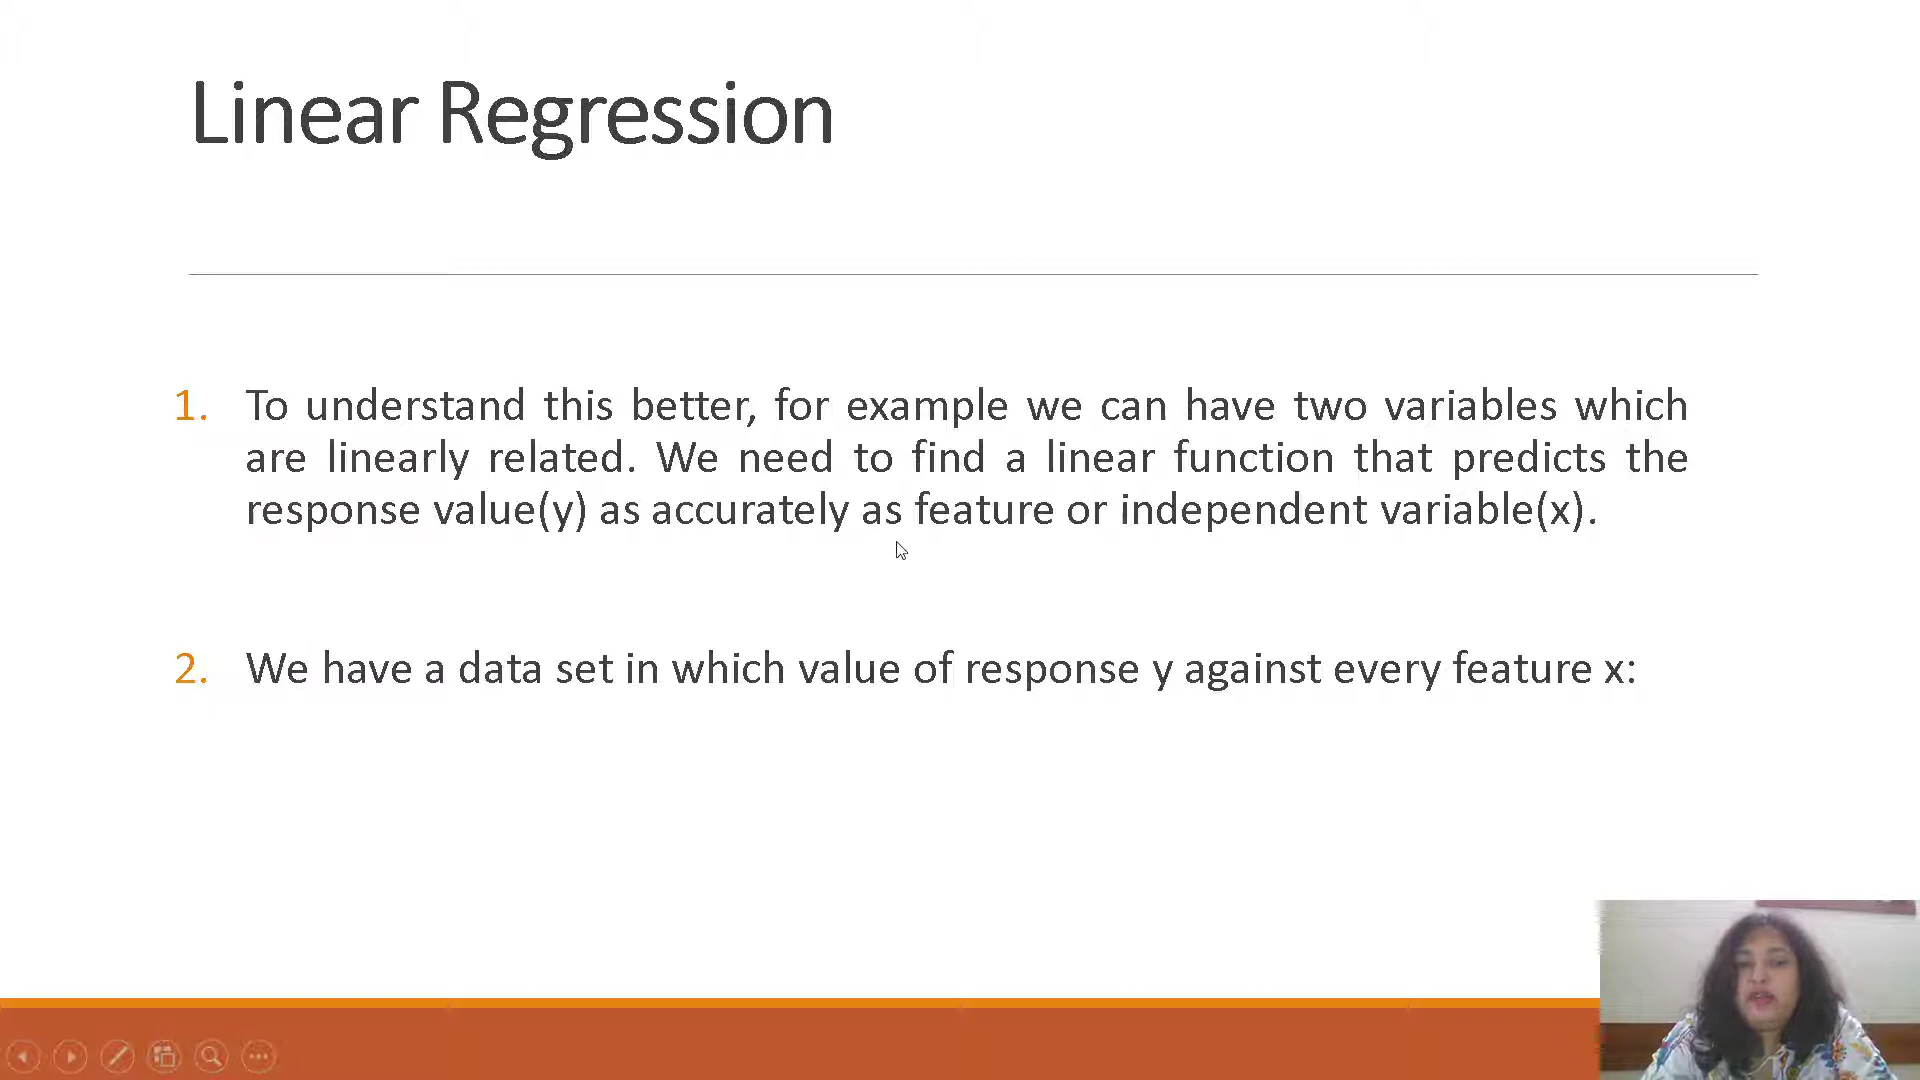 Linear Regression
1. To understand this better, for example we can have two variables which
are linearly related. We need to find a linear function that predicts the
response value(y) as accurately as feature or independent variable(x).
2. We have a data set in which value of response y against every feature x: